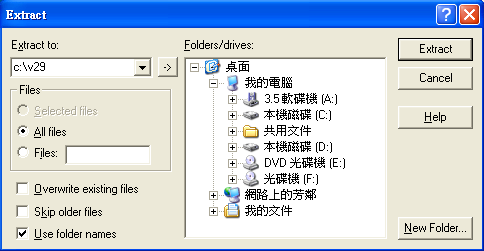 Extract
Extract to:
c:\v29
->
Files
Selected files
All files
Files:
Overwrite existing files
Skip older files
Use folder names
Folders/drives:
桌面
我的電腦
3.5 軟碟機 (A:)
本機磁碟 (C:)
共用文件
本機磁碟 (D:)
DVD 光碟機 (E:)
光碟機 (F:)
網路上的芳鄰
我的文件
Extract
Cancel
Help
New Folder...